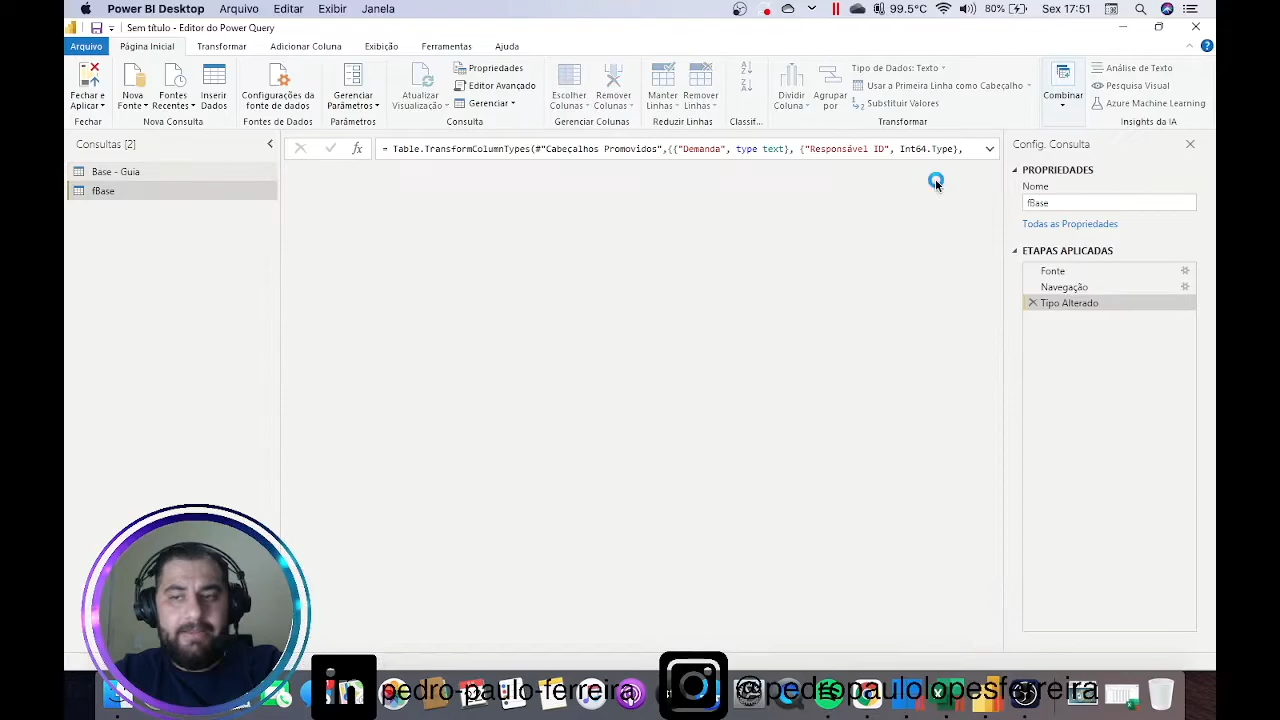 Power BI Desktop Arquivo Editar Exibir Janela 99.5°C 80% Sex 17:51
Sem título - Editor do Power Query
Arquivo Página Inicial Transformar Adicionar Coluna Exibição Ferramentas Ajuda
Fechar e Aplicar
Fechar
Nova Fonte
Fontes Recentes
Inserir Dados
Nova Consulta
Configurações da fonte de dados
Fontes de Dados
Gerenciar Parâmetros
Parâmetros
Atualizar Visualização
Propriedades
Editor Avançado
Gerenciar
Consulta
Escolher Colunas
Remover Colunas
Gerenciar Colunas
Manter Linhas
Remover Linhas
Reduzir Linhas
Classif...
Dividir Coluna
Agrupar por
Tipo de Dados: Texto
Usar a Primeira Linha como Cabeçalho
Substituir Valores
Transformar
Combinar
Análise de Texto
Pesquisa Visual
Azure Machine Learning
Insights da IA
Consultas [2]
Base - Guia
fBase
fx = Table.TransformColumnTypes(#"Cabeçalhos Promovidos",{{"Demanda", type text}, {"Responsável ID", Int64.Type},
Config. Consulta
PROPRIEDADES
Nome
fBase
Todas as Propriedades
ETAPAS APLICADAS
Fonte
Navegação
Tipo Alterado
in pedro-paulo-ferreira @pedropaulolopesferreira